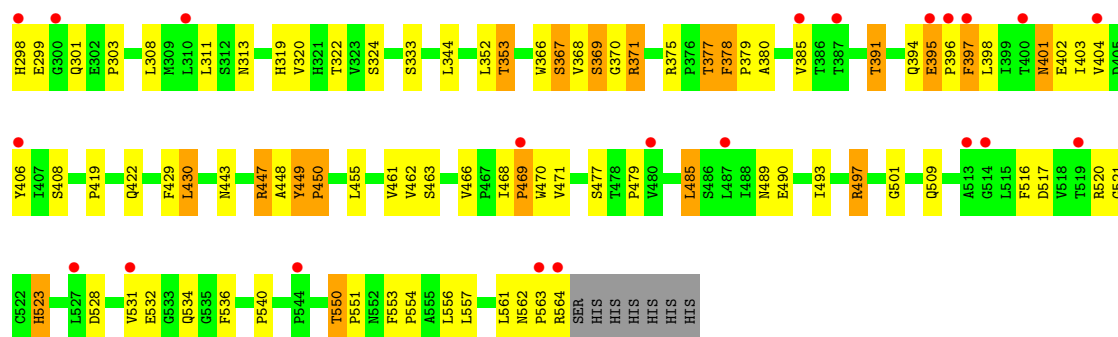 H298 E299 G300 Q301 E302 P303 L308 M309 L310 L311 S312 N313 H319 V320 H321 T322 V323 S324 S333 L344 L352 T353 W366 S367 V368 S369 G370 R371 R375 P376 T377 F378 P379 A380 V385 T386 T387 T391 Q394 E395 P396 F397 L398 I399 T400 N401 E402 I403 V404 D405
Y406 I407 S408 P419 Q422 F429 L430 N443 R447 A448 Y449 P450 L455 V461 V462 S463 V466 P467 I468 P469 W470 V471 S477 T478 P479 V480 L485 S486 L487 I488 N489 E490 I493 R497 G501 Q509 A513 G514 L515 F516 D517 V518 T519 R520 G521
C522 H523 L527 D528 V531 E532 G533 Q534 G535 F536 P540 P544 T550 P551 N552 F553 P554 A555 L556 L557 L561 N562 P563 R564 SER HIS HIS HIS HIS HIS HIS